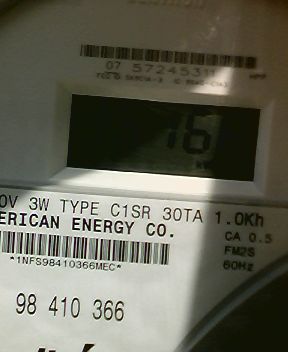 07 57245311
16
kW
0V 3W TYPE C1SR 30TA 1.0Kh
ERICAN ENERGY CO.
CA 0.5
FM2S
60Hz
*1NFS98410366MEC*
98 410 366